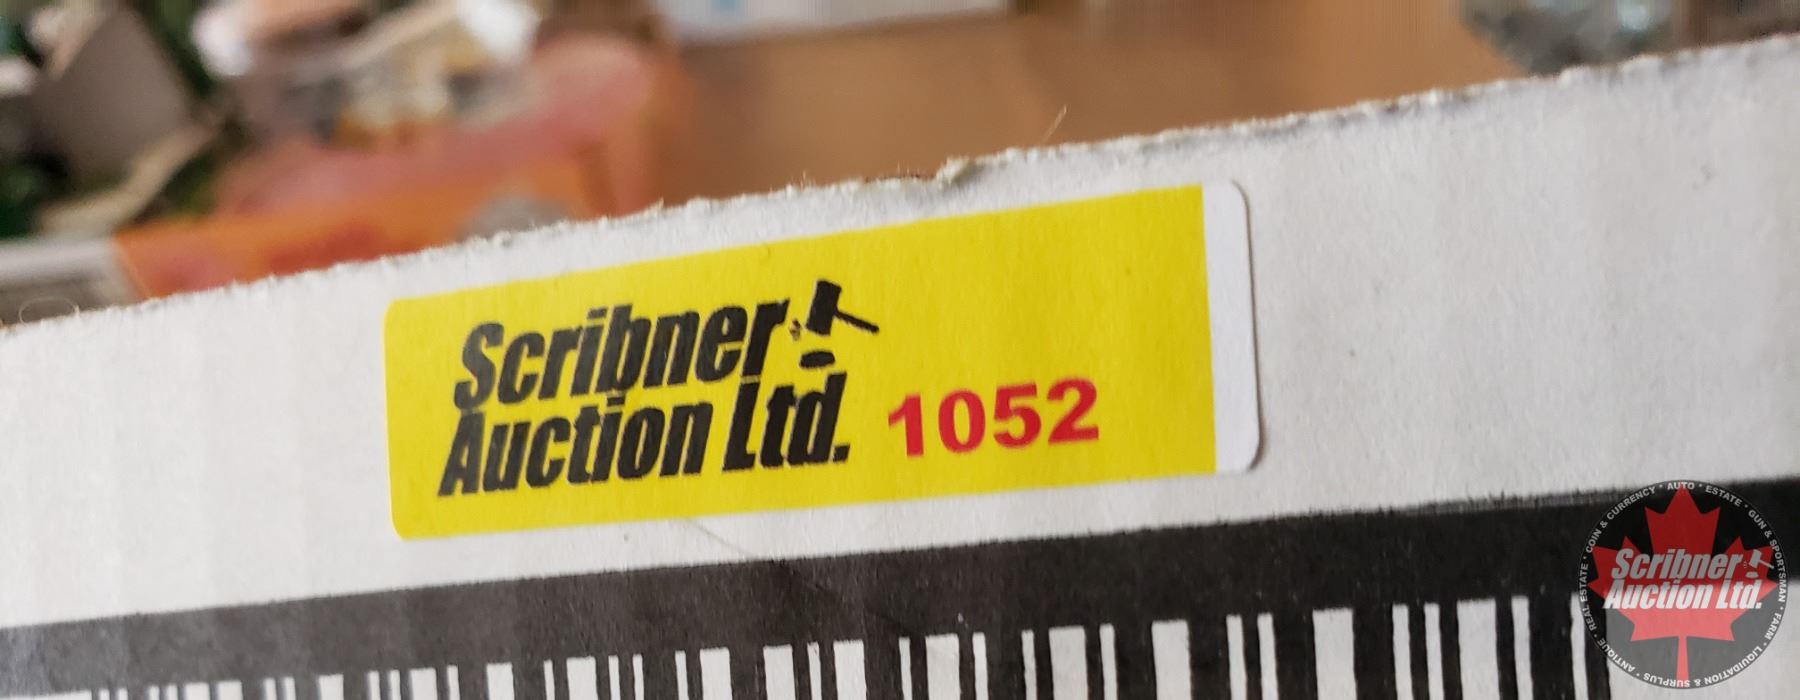 Scribner
Auction Ltd. 1052
Scribner
Auction Ltd.
REAL ESTATE • COIN & CURRENCY • AUTO • ESTATE • GUN & SPORTSMAN • FARM • LIQUIDATION & SURPLUS • ANTIQUE •